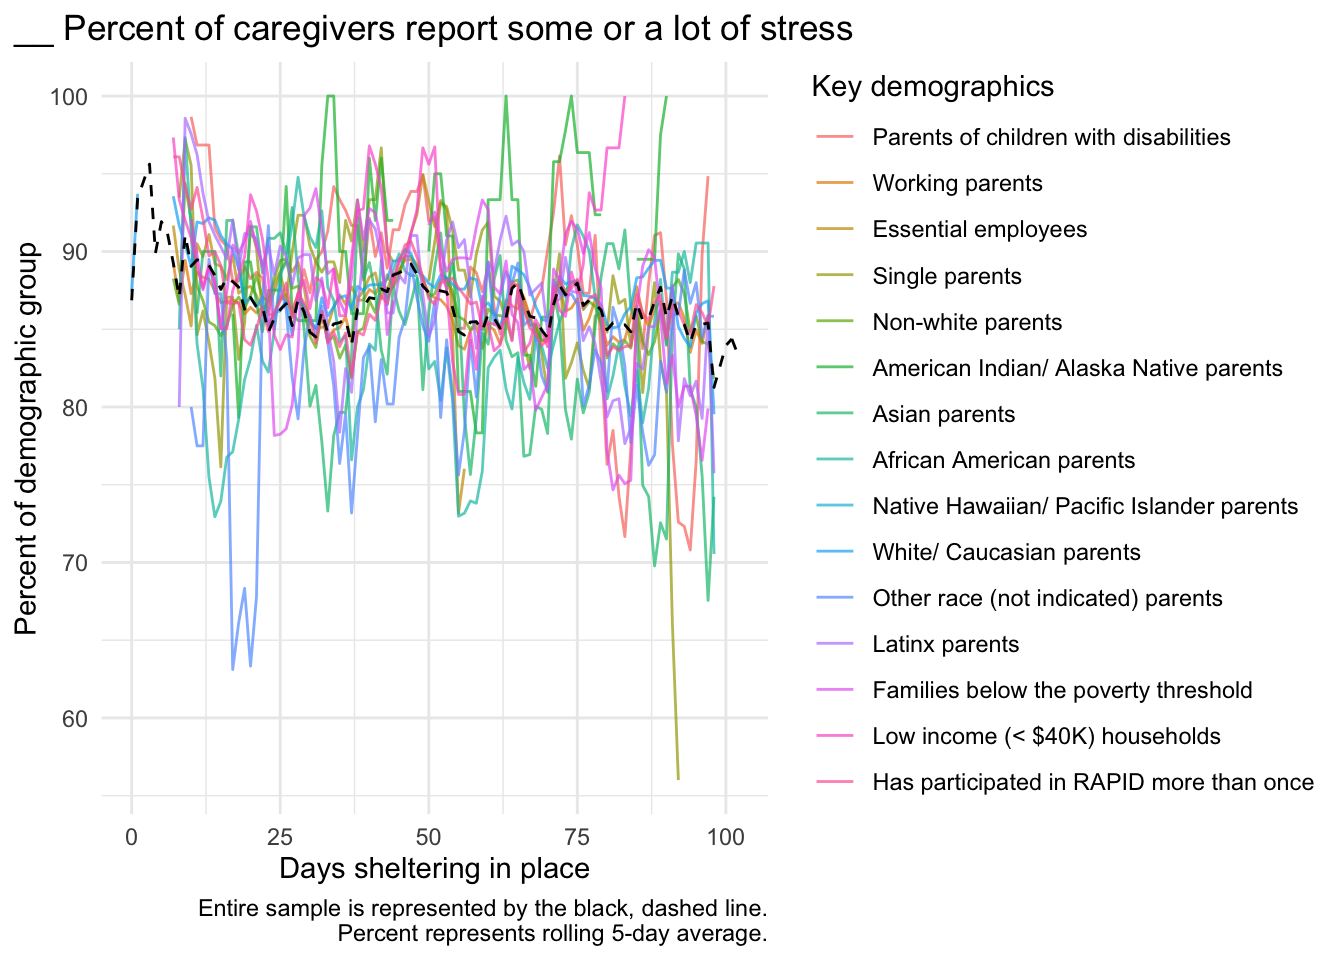 __ Percent of caregivers report some or a lot of stress
Percent of demographic group
100
90
80
70
60
0 25 50 75 100
Days sheltering in place
Entire sample is represented by the black, dashed line.
Percent represents rolling 5-day average.
Key demographics
Parents of children with disabilities
Working parents
Essential employees
Single parents
Non-white parents
American Indian/ Alaska Native parents
Asian parents
African American parents
Native Hawaiian/ Pacific Islander parents
White/ Caucasian parents
Other race (not indicated) parents
Latinx parents
Families below the poverty threshold
Low income (< $40K) households
Has participated in RAPID more than once